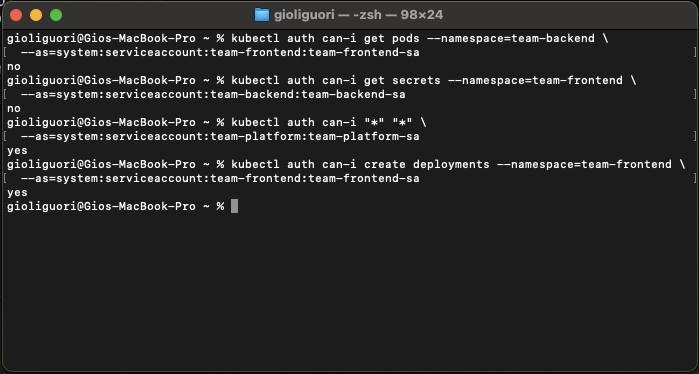 gioliguori — -zsh — 98×24
gioliguori@Gios-MacBook-Pro ~ % kubectl auth can-i get pods --namespace=team-backend \
[  --as=system:serviceaccount:team-frontend:team-frontend-sa ]
no
gioliguori@Gios-MacBook-Pro ~ % kubectl auth can-i get secrets --namespace=team-frontend \
[  --as=system:serviceaccount:team-backend:team-backend-sa ]
no
gioliguori@Gios-MacBook-Pro ~ % kubectl auth can-i "*" "*" \
[  --as=system:serviceaccount:team-platform:team-platform-sa ]
yes
gioliguori@Gios-MacBook-Pro ~ % kubectl auth can-i create deployments --namespace=team-frontend \
[  --as=system:serviceaccount:team-frontend:team-frontend-sa ]
yes
gioliguori@Gios-MacBook-Pro ~ %